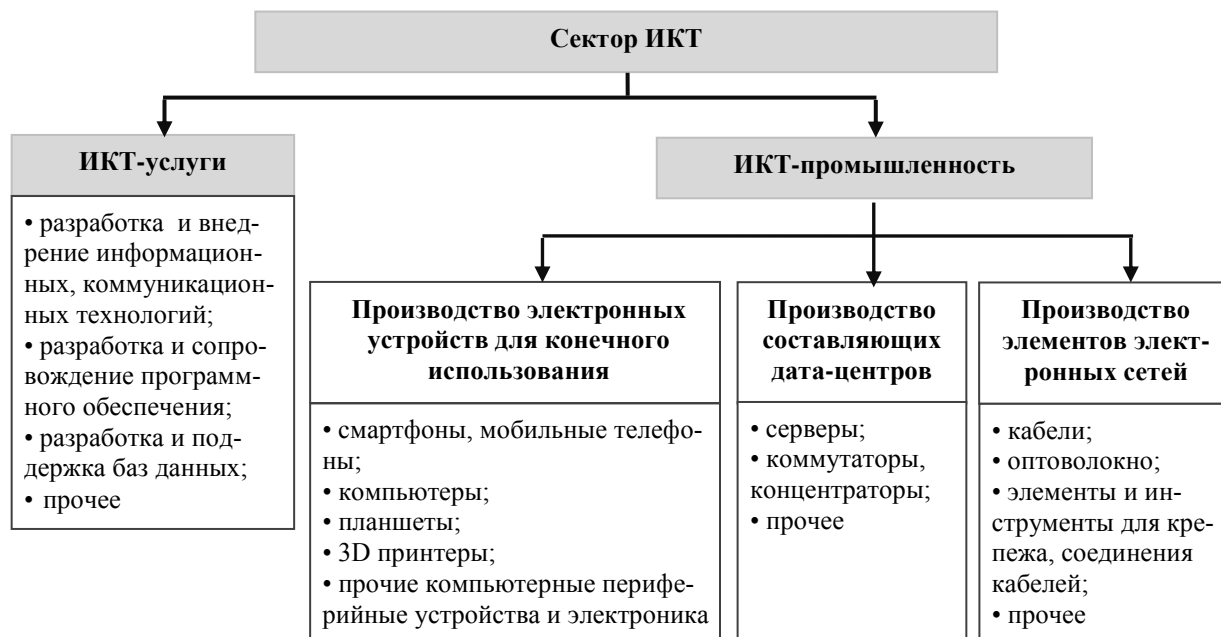 Сектор ИКТ
ИКТ-услуги
• разработка и внед-
рение информацион-
ных, коммуникацион-
ных технологий;
• разработка и сопро-
вождение программ-
ного обеспечения;
• разработка и под-
держка баз данных;
• прочее
ИКТ-промышленность
Производство электронных
устройств для конечного
использования
• смартфоны, мобильные телефо-
ны;
• компьютеры;
• планшеты;
• 3D принтеры;
• прочие компьютерные перифе-
рийные устройства и электроника
Производство
составляющих
дата-центров
• серверы;
• коммутаторы,
концентраторы;
• прочее
Производство
элементов элект-
ронных сетей
• кабели;
• оптоволокно;
• элементы и ин-
струменты для кре-
пежа, соединения
кабелей;
• прочее